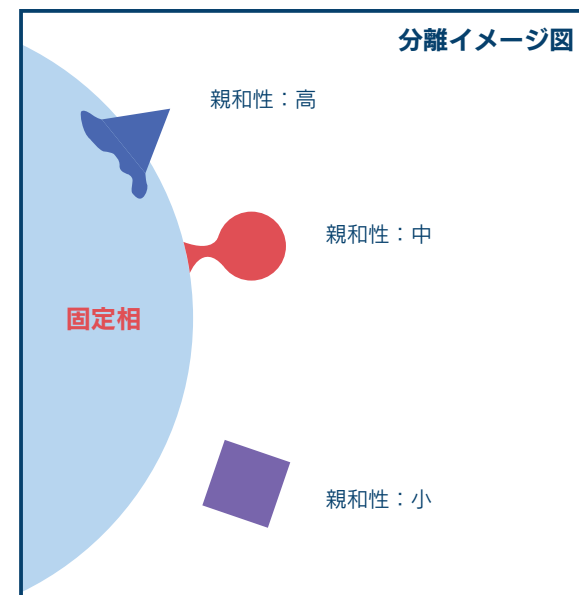 分離イメージ図
親和性：高
親和性：中
固定相
親和性：小